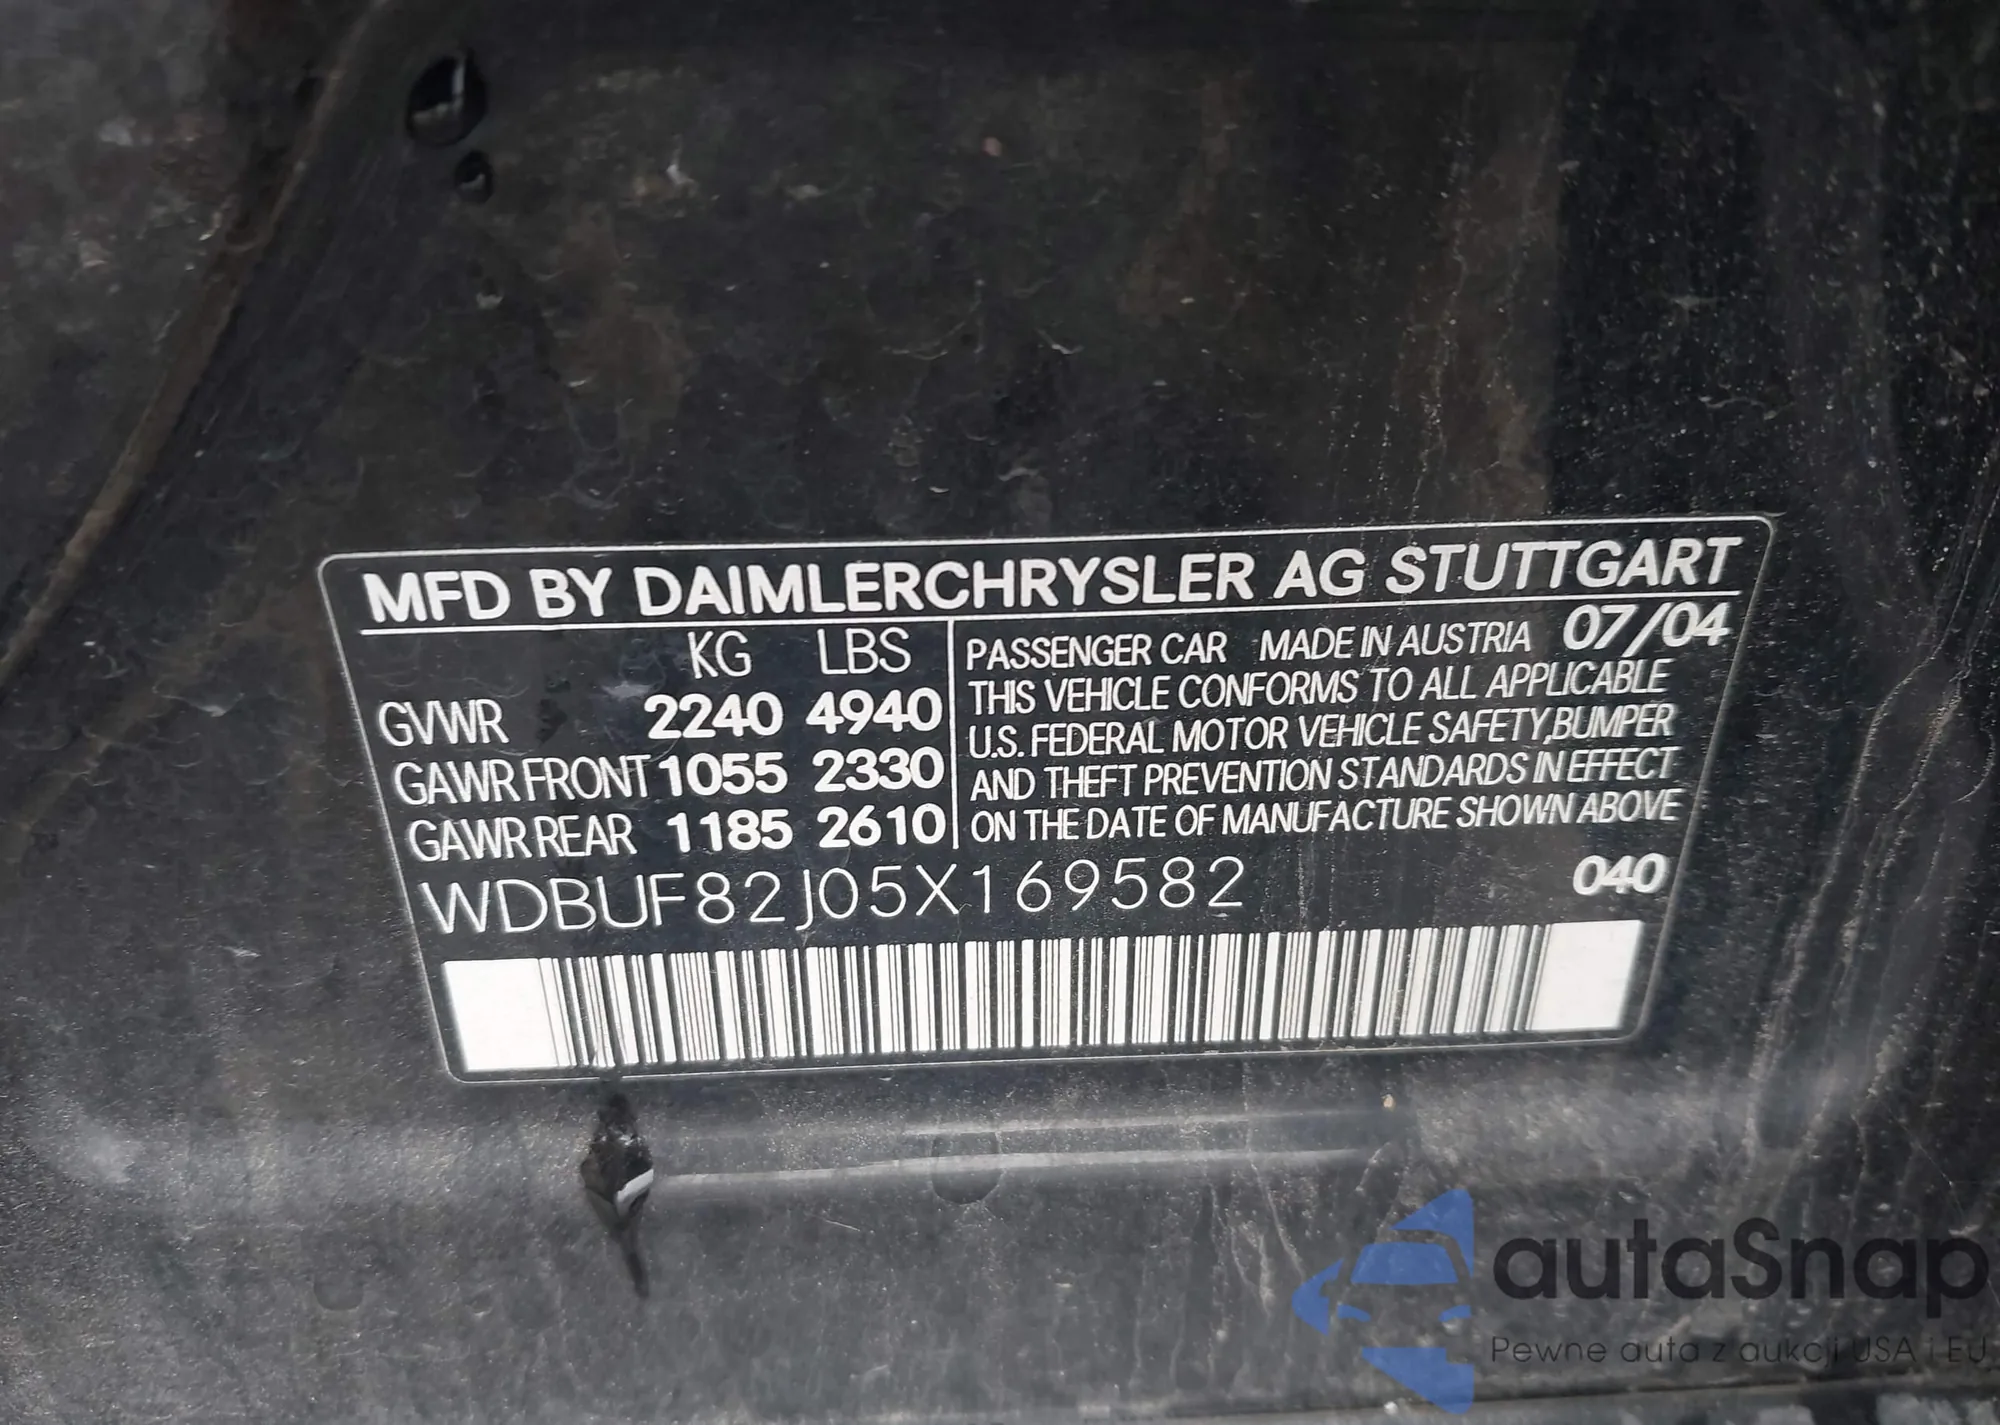 MFD BY DAIMLERCHRYSLER AG STUTTGART
KG LBS
GVWR 2240 4940
GAWR FRONT 1055 2330
GAWR REAR 1185 2610
PASSENGER CAR MADE IN AUSTRIA 07/04
THIS VEHICLE CONFORMS TO ALL APPLICABLE
U.S. FEDERAL MOTOR VEHICLE SAFETY,BUMPER
AND THEFT PREVENTION STANDARDS IN EFFECT
ON THE DATE OF MANUFACTURE SHOWN ABOVE
WDBUF82J05X169582 040
autaSnap
Pewne auta z aukcji USA i EU